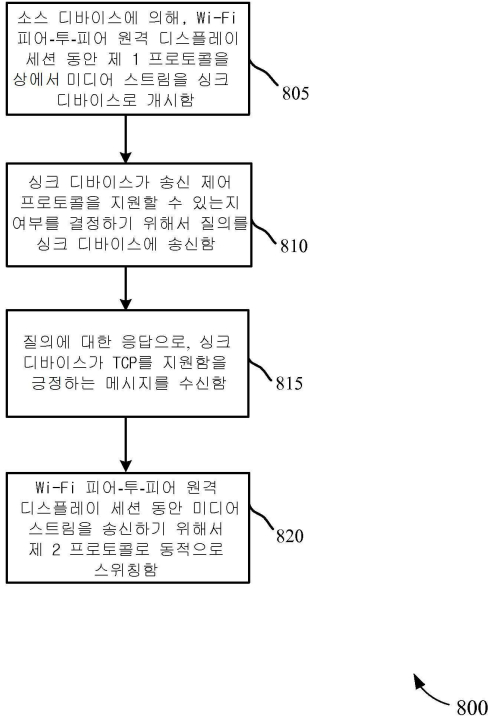 소스 디바이스에 의해, Wi-Fi
피어-투-피어 원격 디스플레이
세션 동안 제 1 프로토콜을
상에서 미디어 스트림을 싱크
디바이스로 개시함
805
싱크 디바이스가 송신 제어
프로토콜을 지원할 수 있는지
여부를 결정하기 위해서 질의를
싱크 디바이스에 송신함
810
질의에 대한 응답으로, 싱크
디바이스가 TCP를 지원함을
긍정하는 메시지를 수신함
815
Wi-Fi 피어-투-피어 원격
디스플레이 세션 동안 미디어
스트림을 송신하기 위해서
제 2 프로토콜로 동적으로
스위칭함
820
800